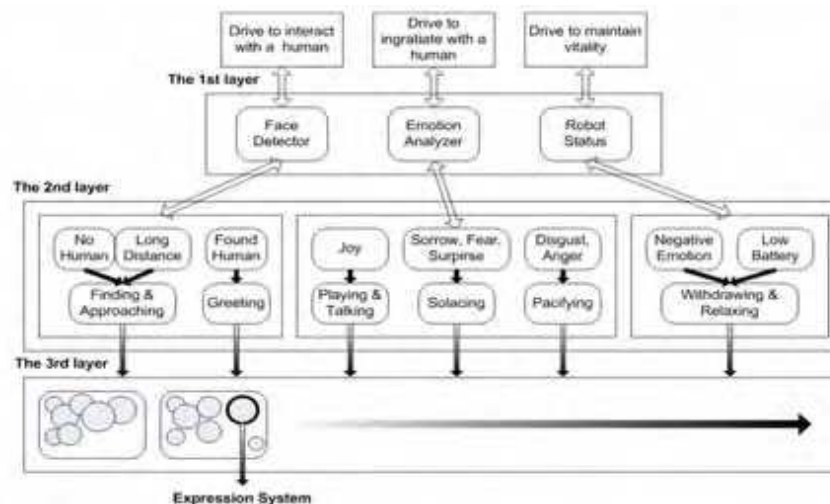 Drive to interact
with a human
Drive to
ingratiate with a
human
Drive to maintain
vitality
The 1st layer
Face
Detector
Emotion
Analyzer
Robot
Status
The 2nd layer
No
Human
Long
Distance
Found
Human
Joy
Sorrow, Fear,
Surpirse
Disgust,
Anger
Negative
Emotion
Low
Battery
Finding &
Approaching
Greeting
Playing &
Talking
Solacing
Pacifying
Withdrawing &
Relaxing
The 3rd layer
Expression System